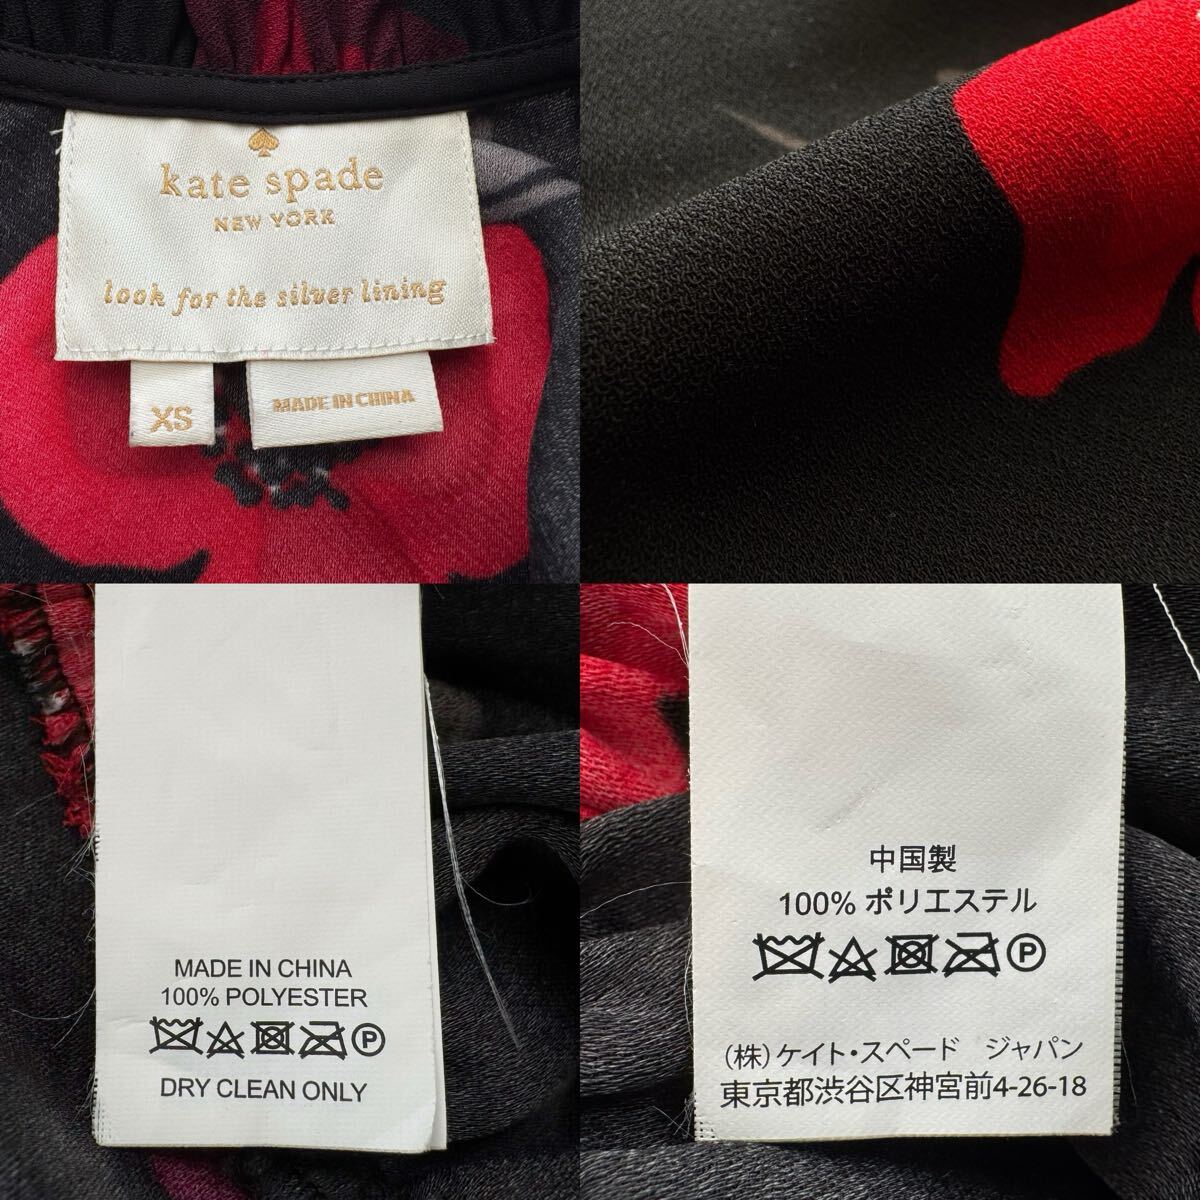 kate spade
NEW YORK
look for the silver lining
XS
MADE IN CHINA
MADE IN CHINA
100% POLYESTER
P
DRY CLEAN ONLY
中国製
100% ポリエステル
P
(株)ケイト・スペード ジャパン
東京都渋谷区神宮前4-26-18